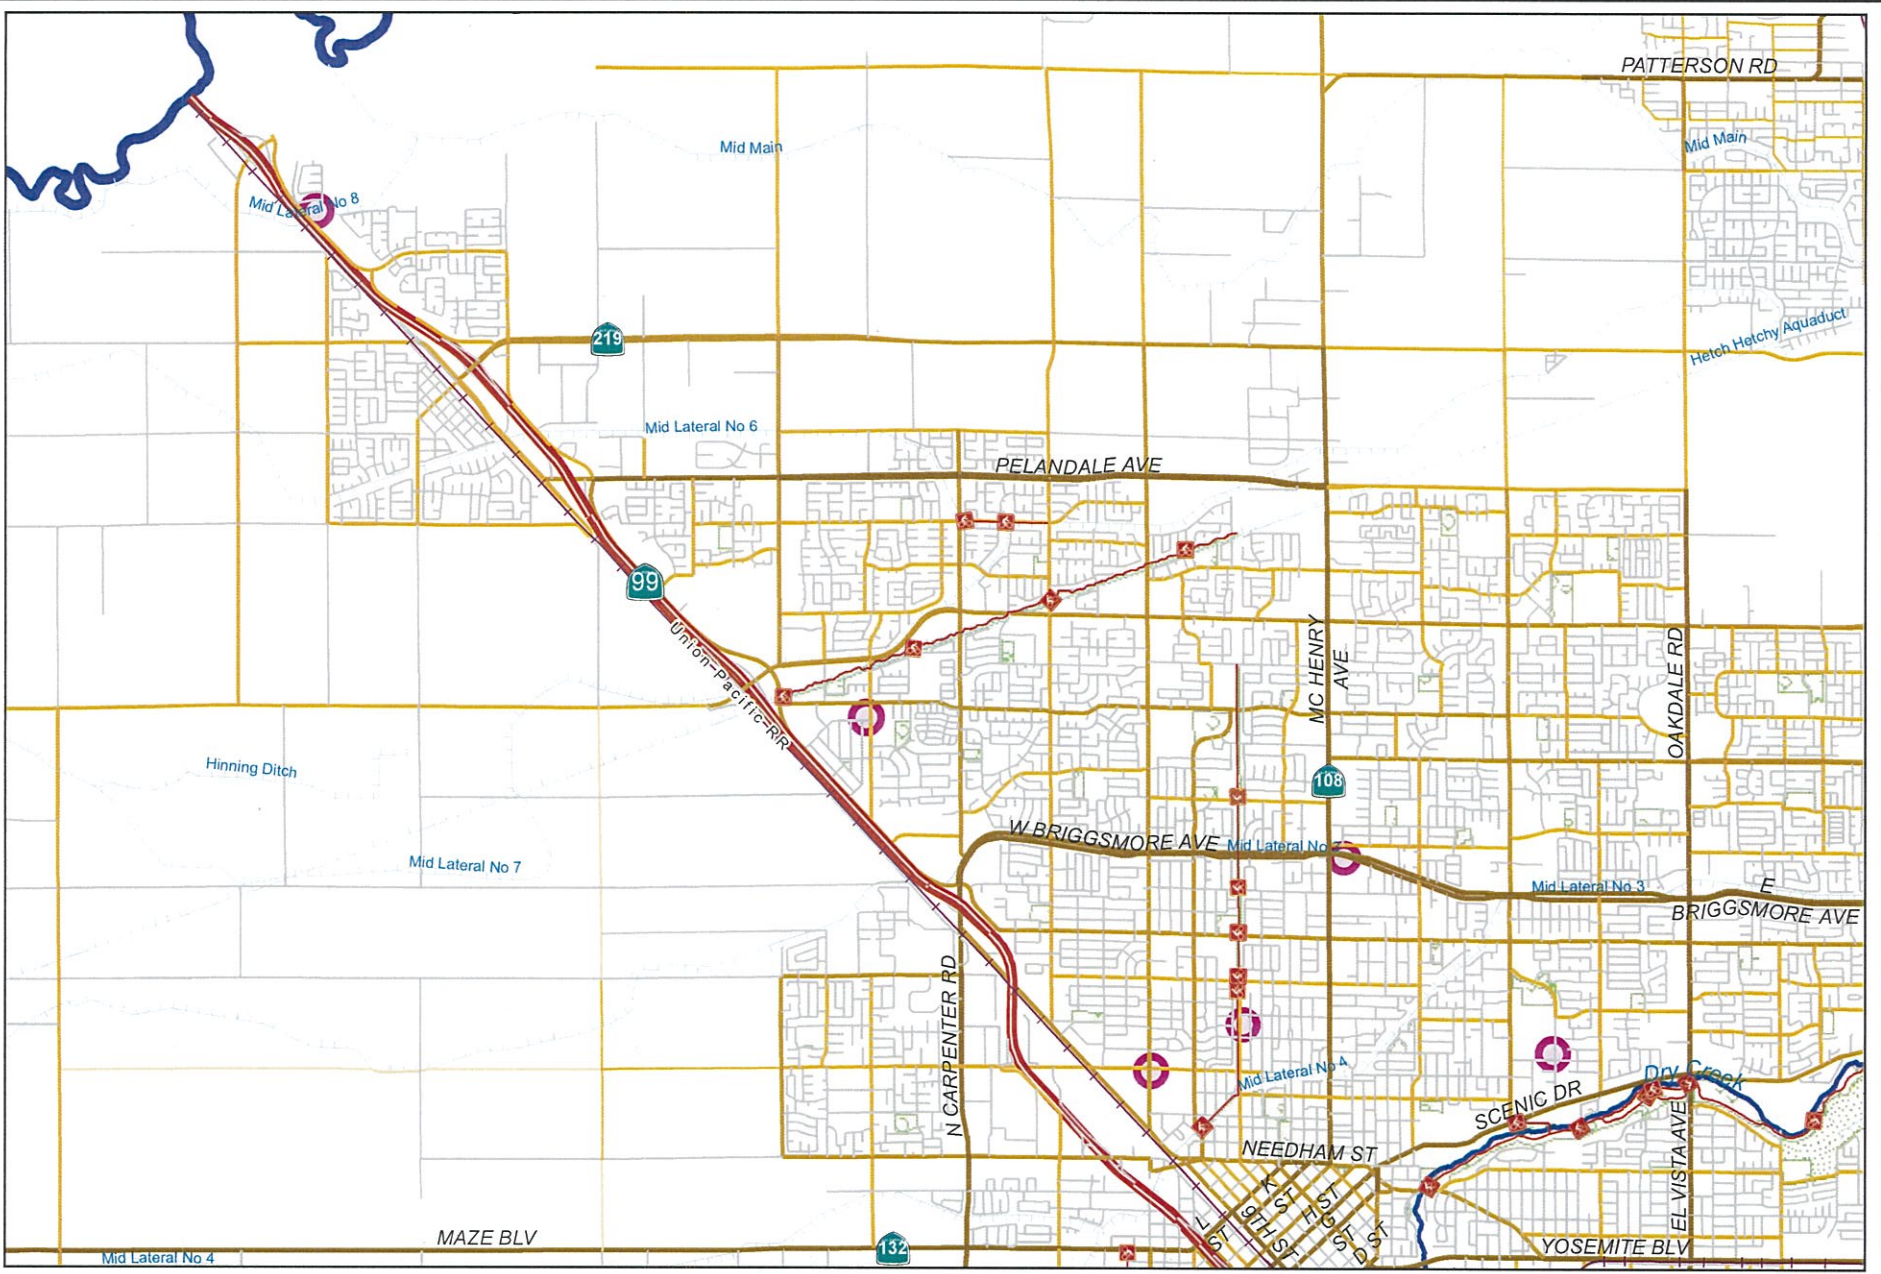 PATTERSON RD
Mid Main
Mid Main
Mid Lateral No 8
Hetch Hetchy Aquaduct
219
Mid Lateral No 6
PELANDALE AVE
99
Union Pacific RR
MC HENRY
AVE
OAKDALE RD
Hinning Ditch
108
W BRIGGSMORE AVE
Mid Lateral No
Mid Lateral No 7
Mid Lateral No 3
E
BRIGGSMORE AVE
N CARPENTER RD
Mid Lateral No 4
Dry Creek
SCENIC DR
NEEDHAM ST
EL VISTA AVE
K
ST
ST
H
G
ST
9TH ST
L
ST
D ST
MAZE BLV
132
YOSEMITE BLV
Mid Lateral No 4